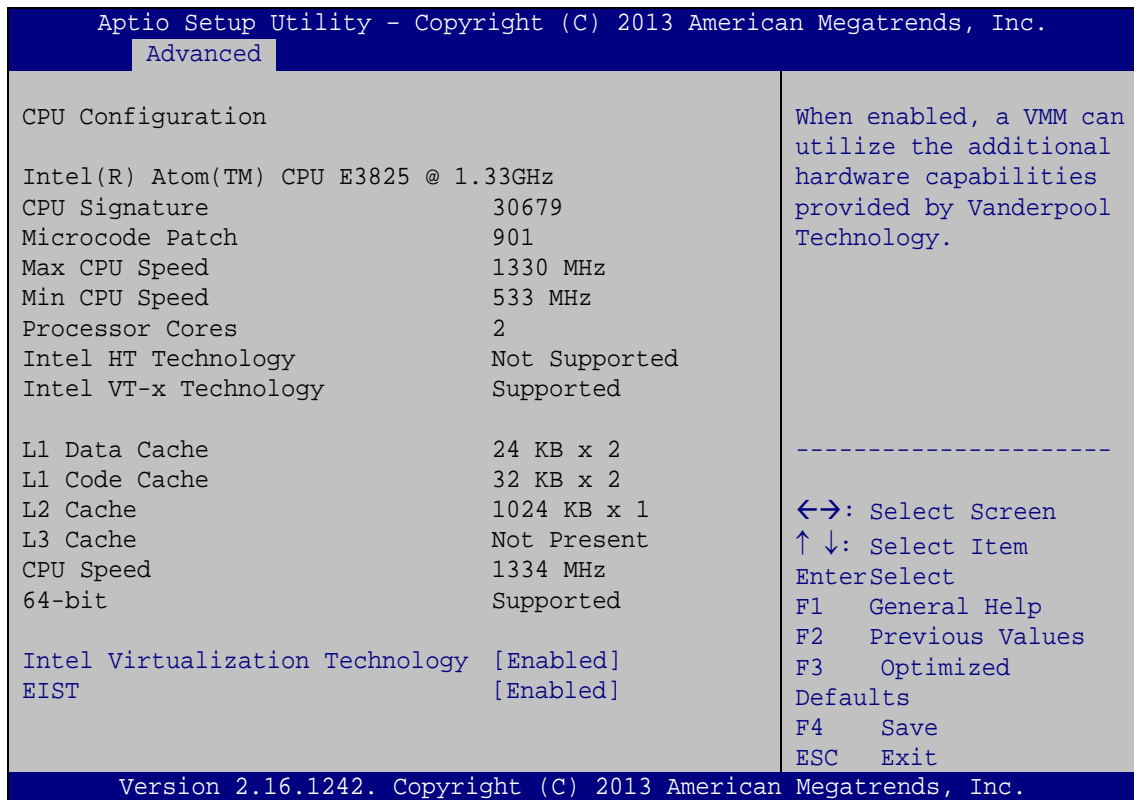 Aptio Setup Utility – Copyright (C) 2013 American Megatrends, Inc.
Advanced
CPU Configuration
Intel(R) Atom(TM) CPU E3825 @ 1.33GHz
CPU Signature 30679
Microcode Patch 901
Max CPU Speed 1330 MHz
Min CPU Speed 533 MHz
Processor Cores 2
Intel HT Technology Not Supported
Intel VT-x Technology Supported
L1 Data Cache 24 KB x 2
L1 Code Cache 32 KB x 2
L2 Cache 1024 KB x 1
L3 Cache Not Present
CPU Speed 1334 MHz
64-bit Supported
Intel Virtualization Technology [Enabled]
EIST [Enabled]
When enabled, a VMM can
utilize the additional
hardware capabilities
provided by Vanderpool
Technology.
----------------------
←→: Select Screen
↑ ↓: Select Item
EnterSelect
F1 General Help
F2 Previous Values
F3 Optimized
Defaults
F4 Save
ESC Exit
Version 2.16.1242. Copyright (C) 2013 American Megatrends, Inc.